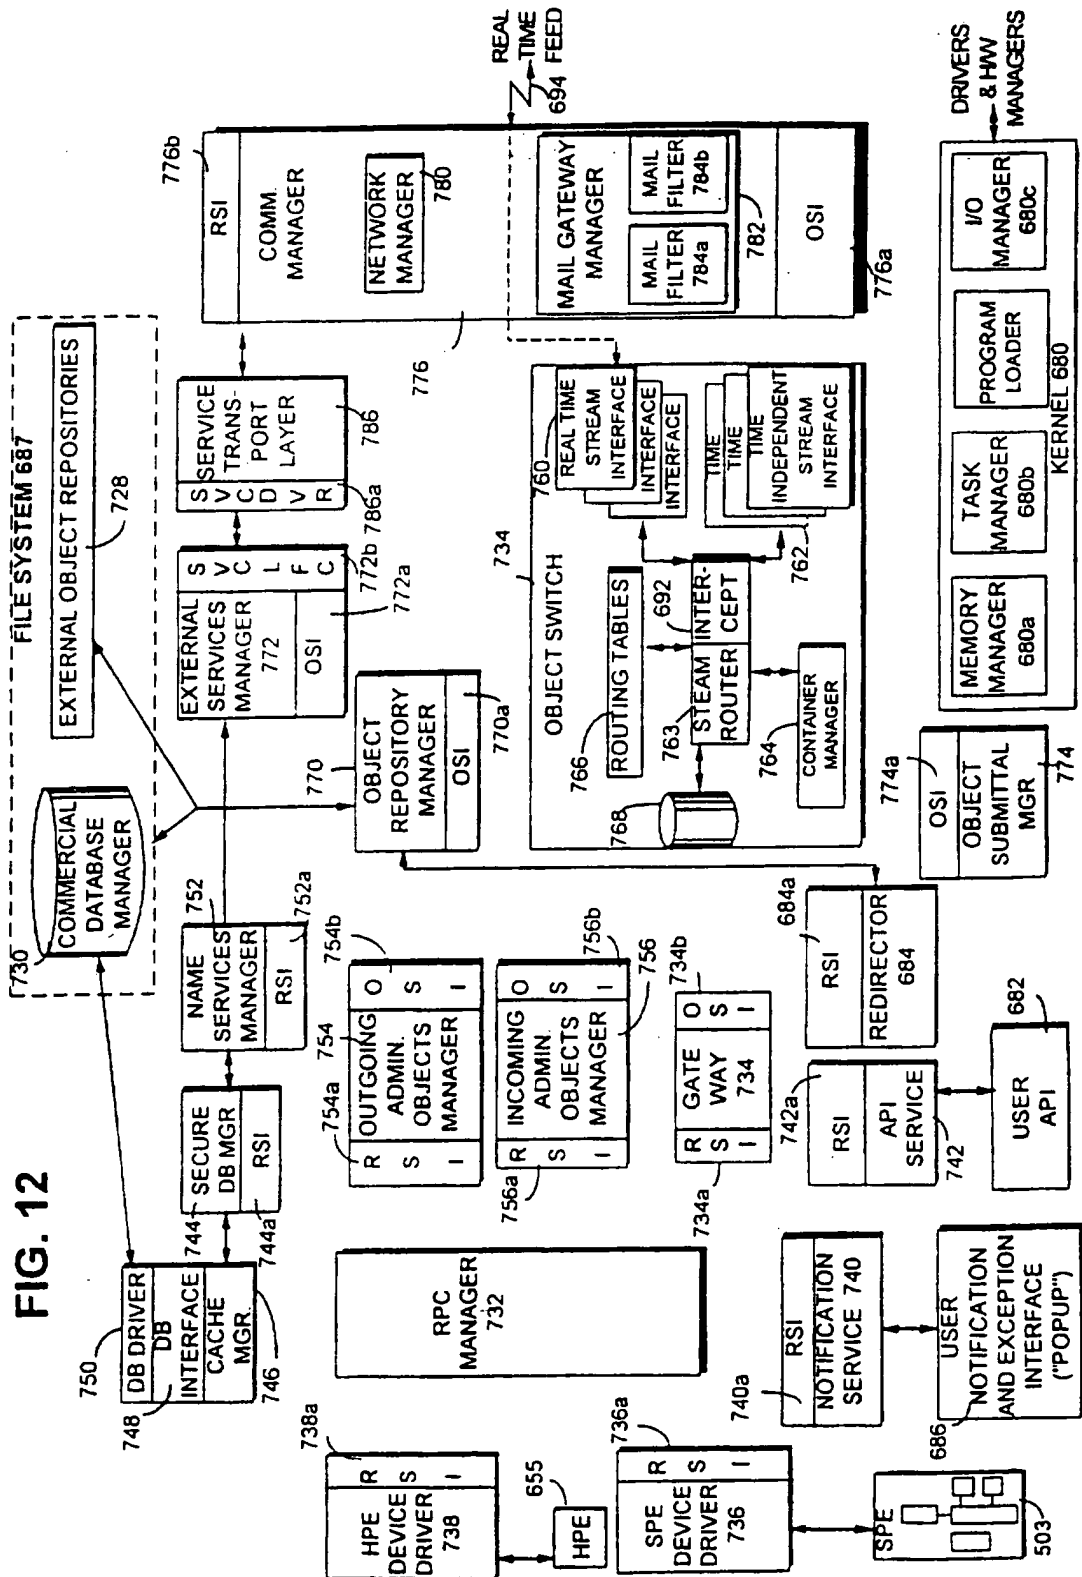 FIG. 12
FILE SYSTEM 687
EXTERNAL OBJECT REPOSITORIES
728
COMMERCIAL
DATABASE
MANAGER
730
750
DB DRIVER
DB
INTERFACE
748
CACHE
MGR.
746
744
SECURE
DB MGR
RSI
744a
NAME
SERVICES
MANAGER
752
RSI
752a
EXTERNAL
SERVICES
MANAGER
772
OSI
772a
S
V
C
L
F
C
772b
S
V
C
D
V
R
786a
SERVICE
TRANS-
PORT
LAYER
786
RSI
776b
COMM.
MANAGER
NETWORK
MANAGER
780
MAIL GATEWAY
MANAGER
MAIL
FILTER
784a
MAIL
FILTER
784b
782
OSI
776a
776
REAL
TIME
FEED
694
738a
HPE
DEVICE
DRIVER
738
R
S
I
HPE
655
736a
SPE
DEVICE
DRIVER
736
R
S
I
SPE
503
RPC
MANAGER
732
754a
754
754b
R
S
I
OUTGOING
ADMIN.
OBJECTS
MANAGER
O
S
I
756a
R
S
I
INCOMING
ADMIN
OBJECTS
MANAGER
O
S
I
756b
756
734a
R
S
I
GATE
WAY
734
O
S
I
734b
770
OBJECT
REPOSITORY
MANAGER
OSI
770a
734
OBJECT SWITCH
766
ROUTING TABLES
692
763
STEAM
ROUTER
INTER-
CEPT
764
CONTAINER
MANAGER
768
760
REAL TIME
STREAM
INTERFACE
INTERFACE
INTERFACE
762
TIME
TIME
TIME
INDEPENDENT
STREAM
INTERFACE
740a
RSI
NOTIFICATION
SERVICE 740
USER
NOTIFICATION
AND EXCEPTION
INTERFACE
("POPUP")
686
742a
RSI
API
SERVICE
742
USER
API
682
684a
RSI
REDIRECTOR
684
774a
OSI
OBJECT
SUBMITTAL
MGR
774
MEMORY
MANAGER
680a
TASK
MANAGER
680b
PROGRAM
LOADER
I/O
MANAGER
680c
KERNEL 680
DRIVERS
& H/W
MANAGERS